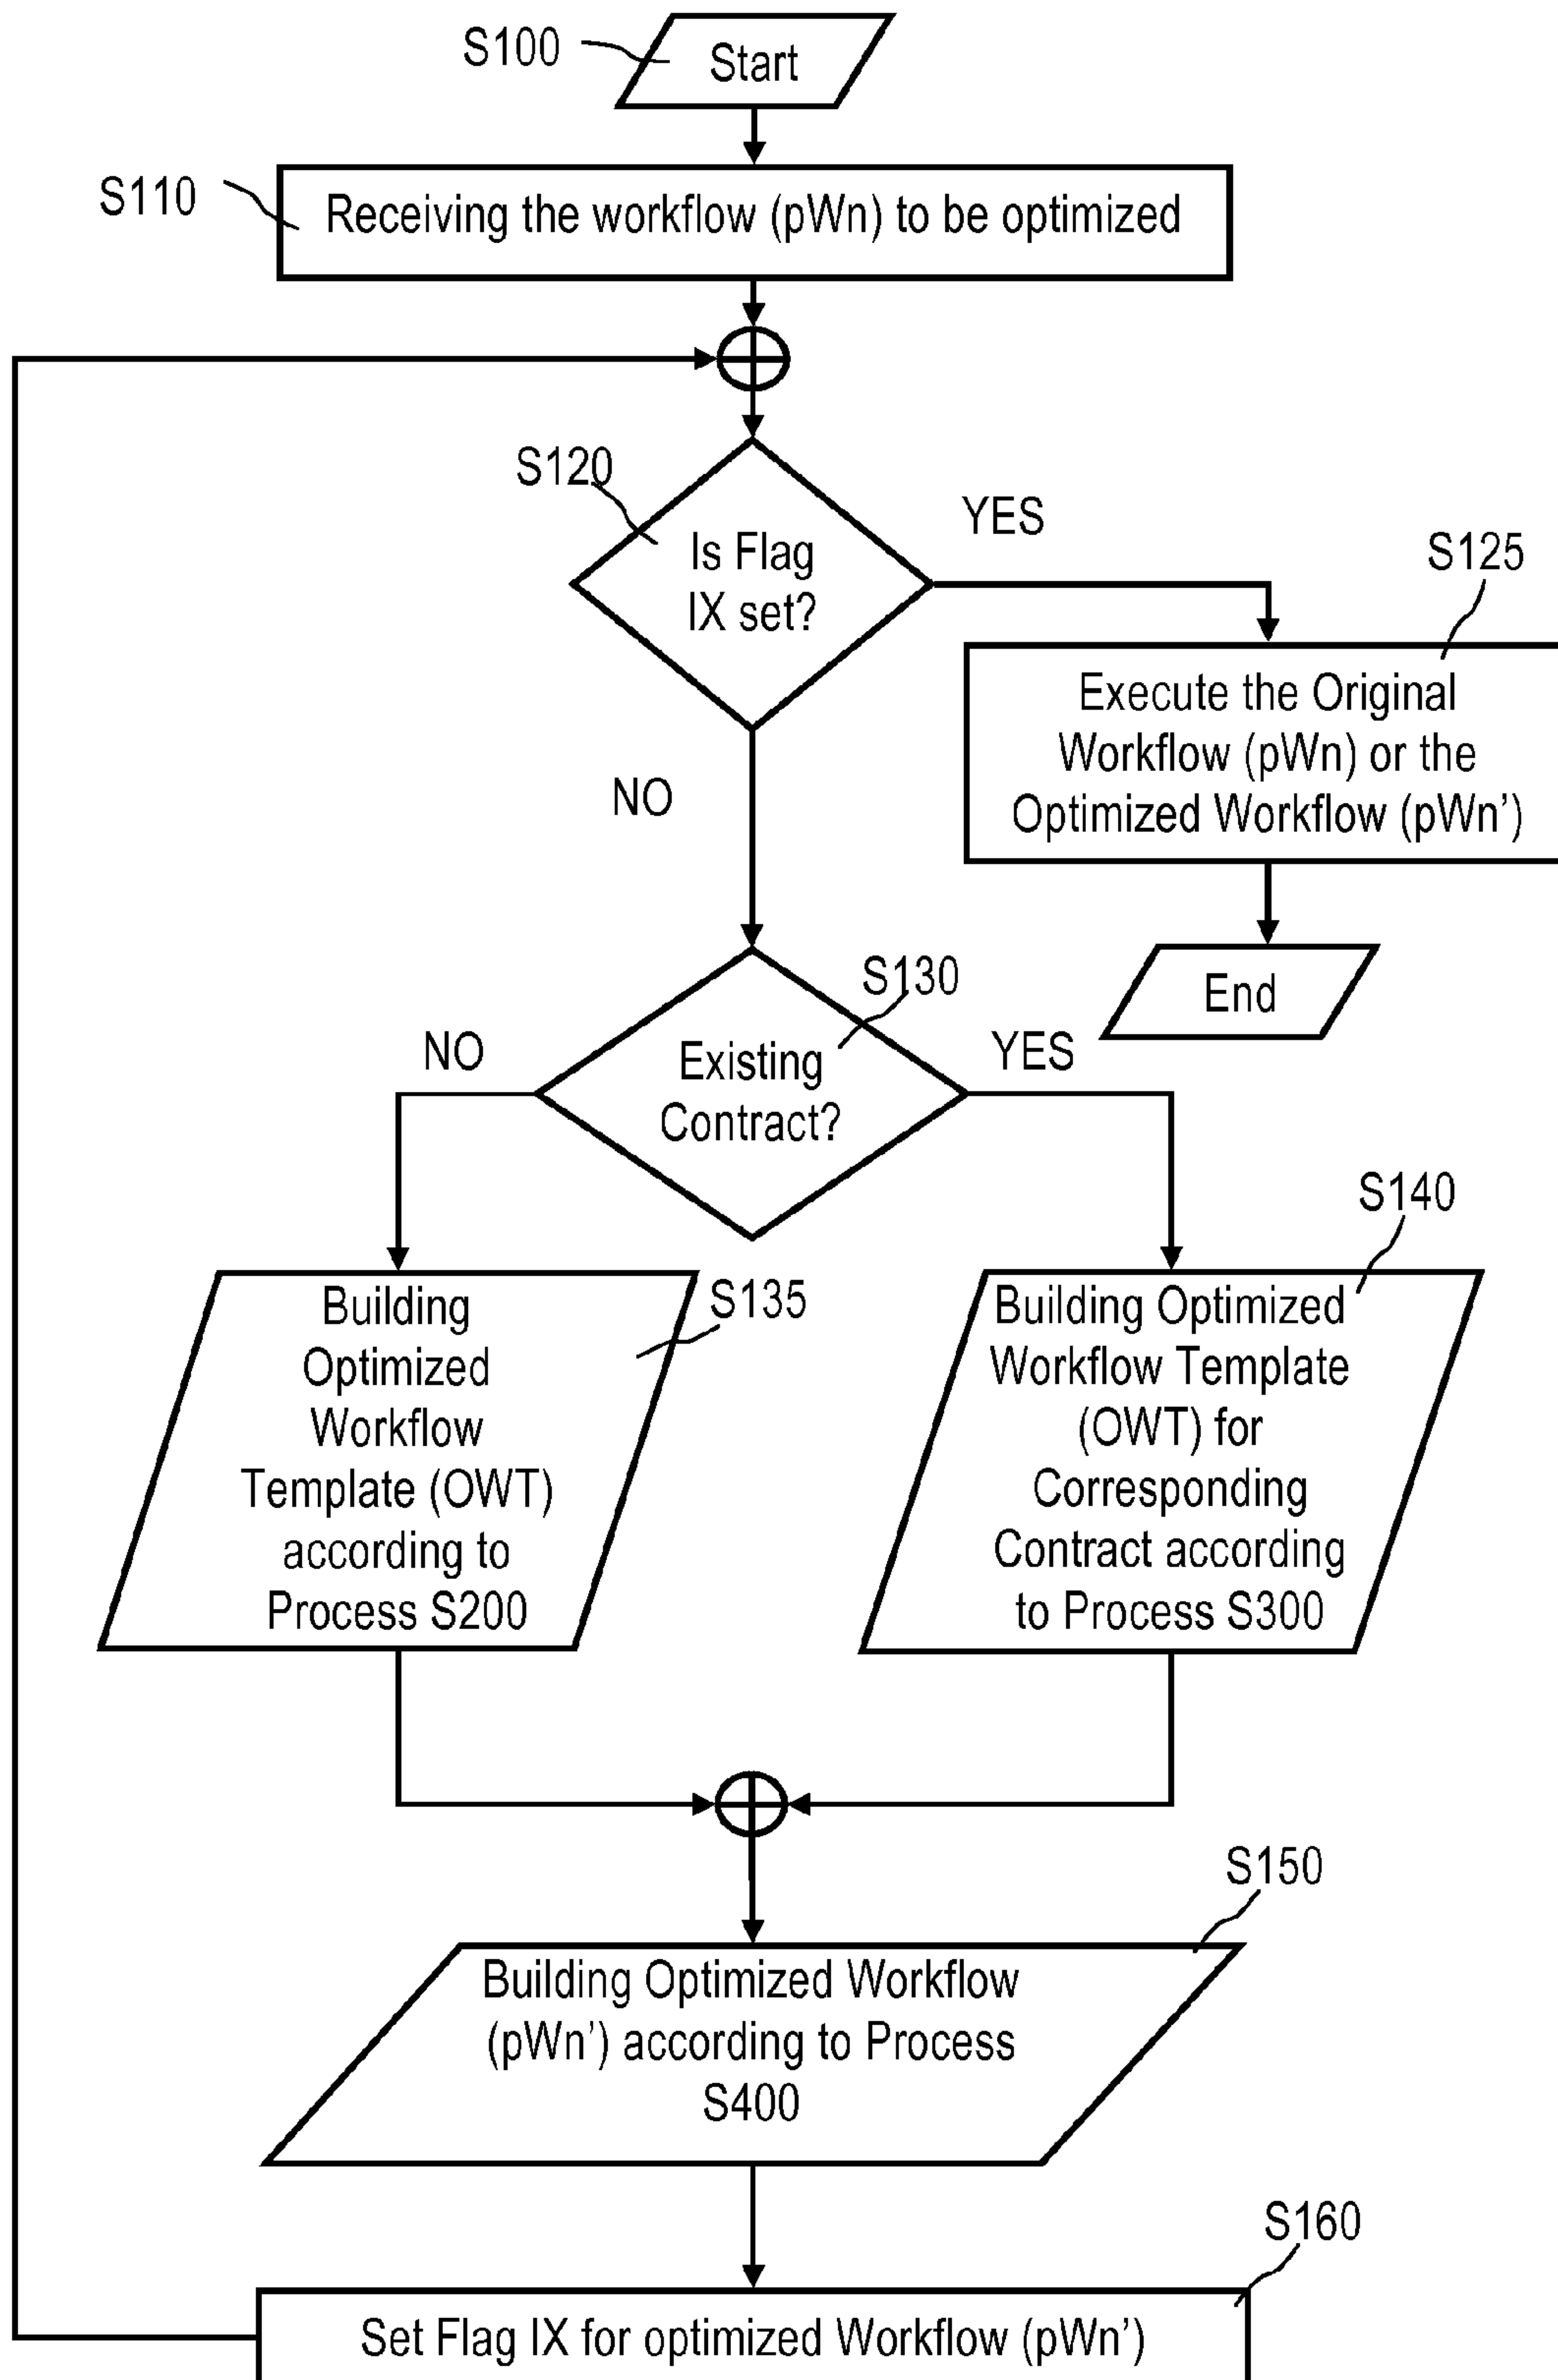 S100
Start
S110
Receiving the workflow (pWn) to be optimized
S120
Is Flag
IX set?
YES
NO
S125
Execute the Original
Workflow (pWn) or the
Optimized Workflow (pWn’)
End
S130
Existing
Contract?
NO
YES
S135
Building
Optimized
Workflow
Template (OWT)
according to
Process S200
S140
Building Optimized
Workflow Template
(OWT) for
Corresponding
Contract according
to Process S300
S150
Building Optimized Workflow
(pWn’) according to Process
S400
S160
Set Flag IX for optimized Workflow (pWn’)